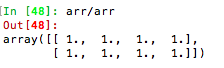 In [48]: arr/arr
Out[48]:
array([[ 1.,  1.,  1.,  1.],
       [ 1.,  1.,  1.,  1.]])